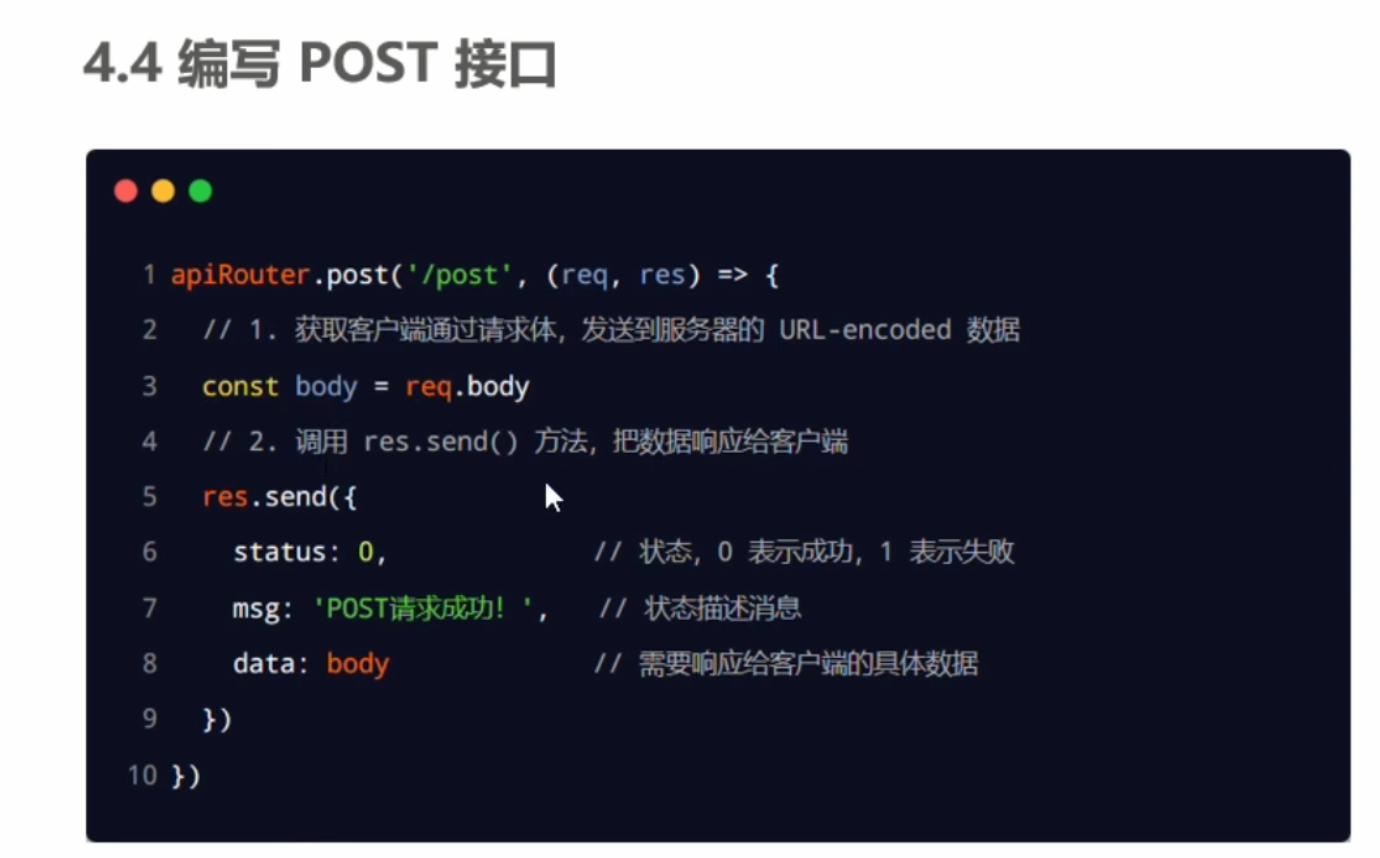 4.4 编写 POST 接口
1 apiRouter.post('/post', (req, res) => {
2 // 1. 获取客户端通过请求体，发送到服务器的 URL-encoded 数据
3 const body = req.body
4 // 2. 调用 res.send() 方法，把数据响应给客户端
5 res.send({
6 status: 0, // 状态，0 表示成功，1 表示失败
7 msg: 'POST请求成功！', // 状态描述消息
8 data: body // 需要响应给客户端的具体数据
9 })
10 })